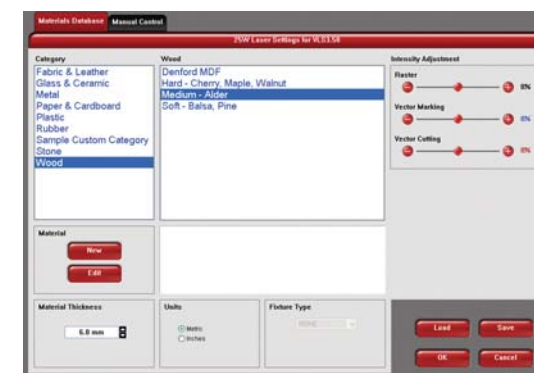 Materials Database Manual Control
25W Laser Settings for VLS3.50
Category
Fabric & Leather
Glass & Ceramic
Metal
Paper & Cardboard
Plastic
Rubber
Sample Custom Category
Stone
Wood
Wood
Denford MDF
Hard - Cherry, Maple, Walnut
Medium - Alder
Soft - Balsa, Pine
Intensity Adjustment
Raster
0%
Vector Marking
0%
Vector Cutting
0%
Material
New
Edit
Material Thickness
6.0 mm
Units
Metric
Inches
Fixture Type
NONE
Load Save
OK Cancel